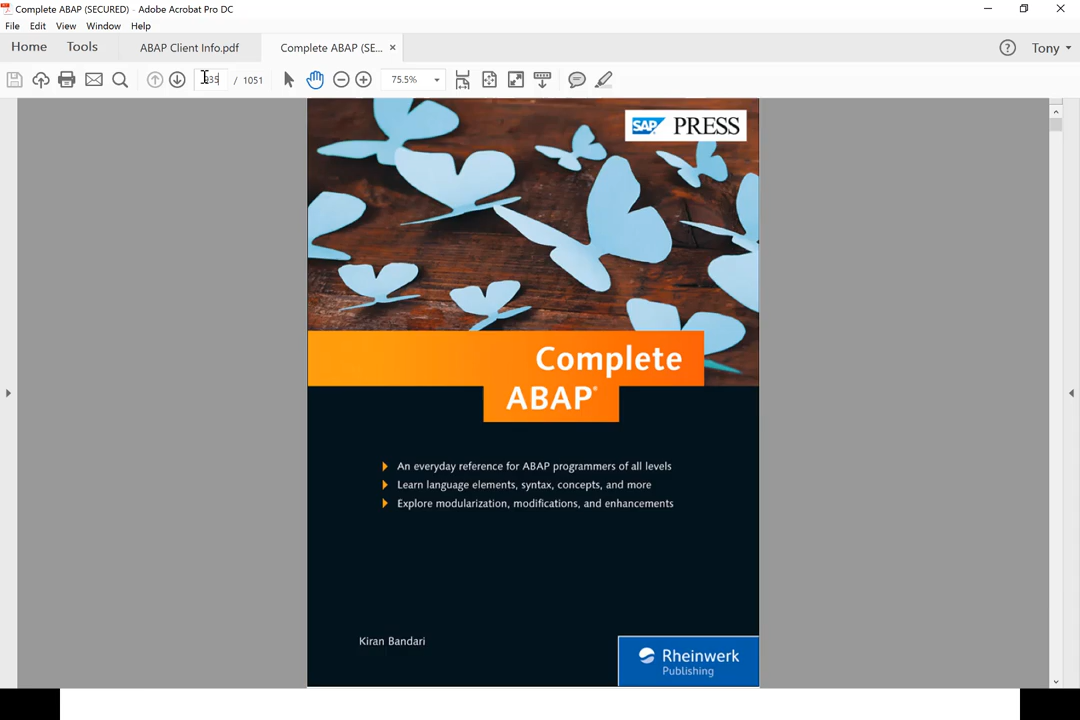 Complete ABAP (SECURED) - Adobe Acrobat Pro DC
File Edit View Window Help
Home Tools ABAP Client Info.pdf Complete ABAP (SE... × ? Tony
/ 1051 75.5%
SAP PRESS
Complete
ABAP®
An everyday reference for ABAP programmers of all levels
Learn language elements, syntax, concepts, and more
Explore modularization, modifications, and enhancements
Kiran Bandari
Rheinwerk
Publishing